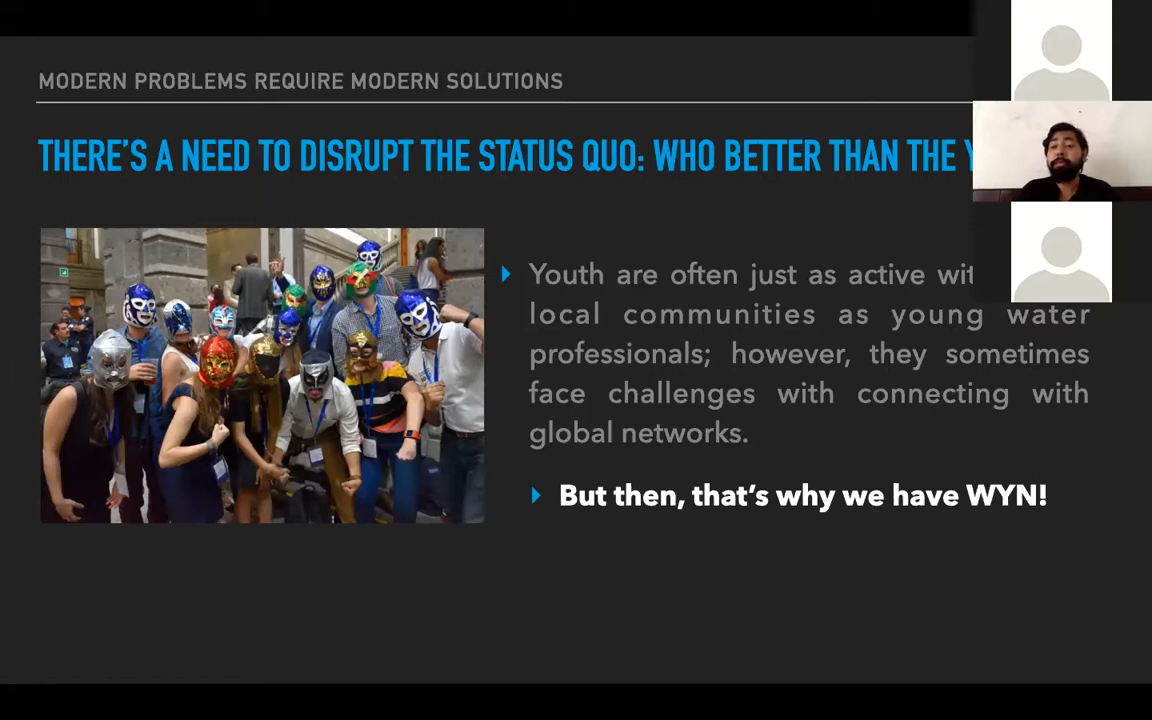 MODERN PROBLEMS REQUIRE MODERN SOLUTIONS
THERE'S A NEED TO DISRUPT THE STATUS QUO: WHO BETTER THAN THE
Youth are often just as active
local communities as young water
professionals; however, they sometimes
face challenges with connecting with
global networks.
But then, that's why we have WYN!